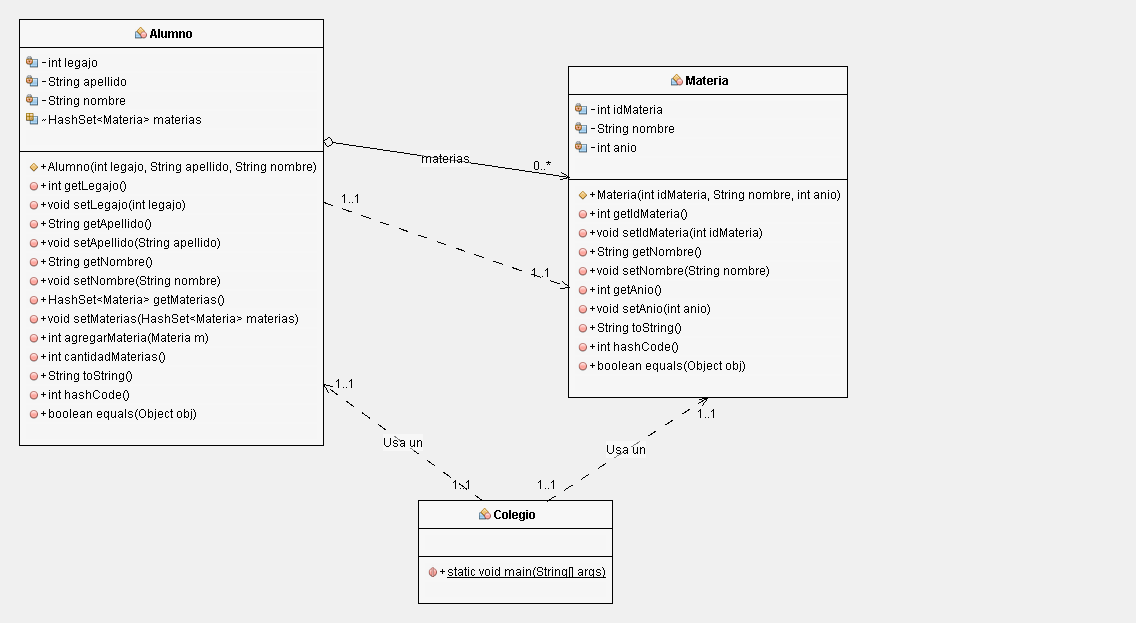 Alumno
- int legajo
- String apellido
- String nombre
~ HashSet<Materia> materias
+ Alumno(int legajo, String apellido, String nombre)
+ int getLegajo()
+ void setLegajo(int legajo)
+ String getApellido()
+ void setApellido(String apellido)
+ String getNombre()
+ void setNombre(String nombre)
+ HashSet<Materia> getMaterias()
+ void setMaterias(HashSet<Materia> materias)
+ int agregarMateria(Materia m)
+ int cantidadMaterias()
+ String toString()
+ int hashCode()
+ boolean equals(Object obj)
materias
0..*
1..1
1..1
Materia
- int idMateria
- String nombre
- int anio
+ Materia(int idMateria, String nombre, int anio)
+ int getIdMateria()
+ void setIdMateria(int idMateria)
+ String getNombre()
+ void setNombre(String nombre)
+ int getAnio()
+ void setAnio(int anio)
+ String toString()
+ int hashCode()
+ boolean equals(Object obj)
1..1
Usa un
1..1
1..1
Usa un
1..1
Colegio
+ static void main(String[] args)